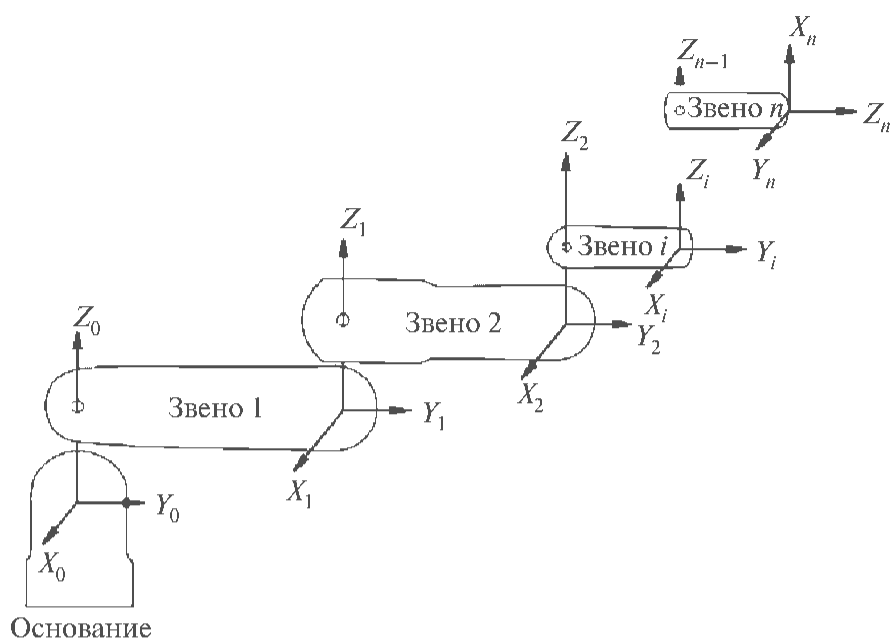 X_n
Z_{n-1}
Звено n
Z_n
Y_n
Z_2
Z_i
Звено i
Y_i
X_i
Z_1
Звено 2
Y_2
X_2
Z_0
Звено 1
Y_1
X_1
Y_0
X_0
Основание